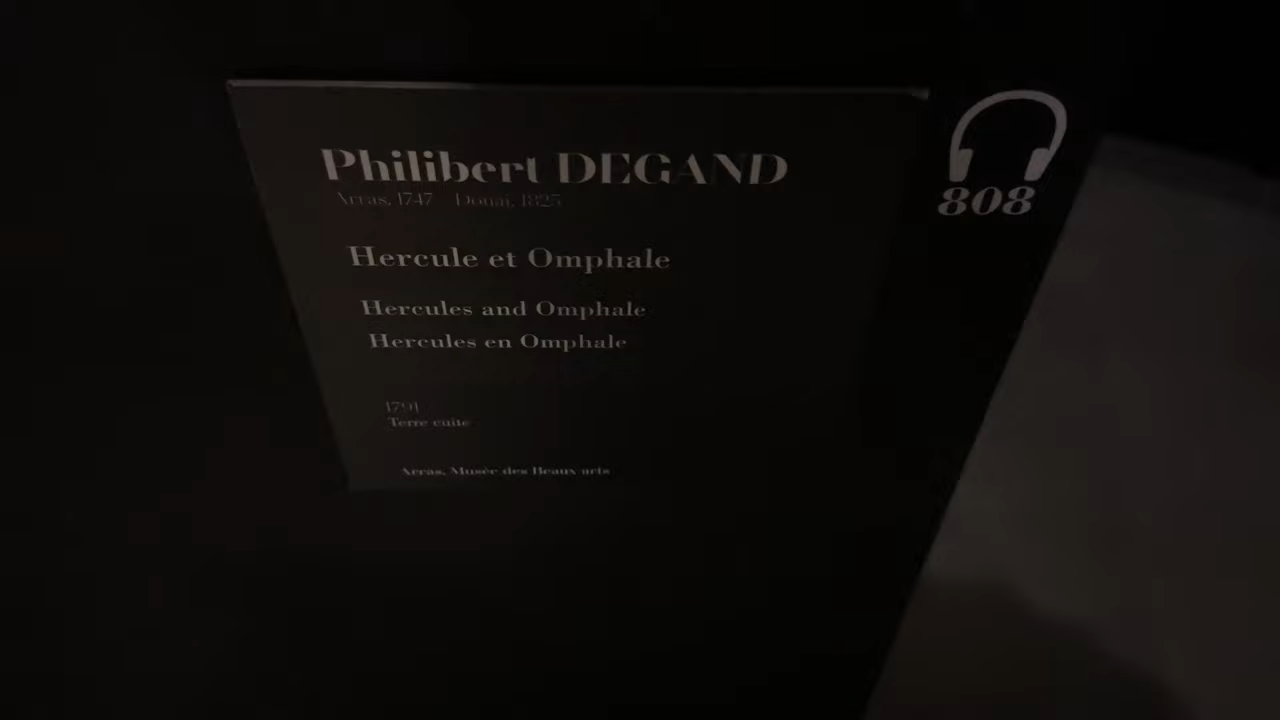 Philibert DEGAND
Arras, 1747 Douai, 1825
Hercule et Omphale
Hercules and Omphale
Hercules en Omphale
1791
Terre cuite
Arras, Musée des Beaux arts
808